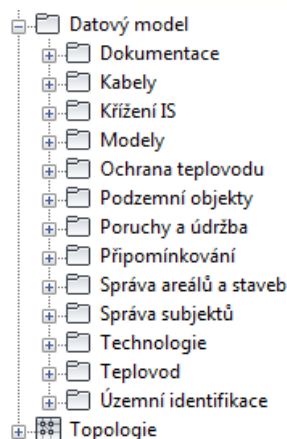 Datový model
Dokumentace
Kabely
Křížení IS
Modely
Ochrana teplovodu
Podzemní objekty
Poruchy a údržba
Připomínkování
Správa areálů a staveb
Správa subjektů
Technologie
Teplovod
Územní identifikace
Topologie